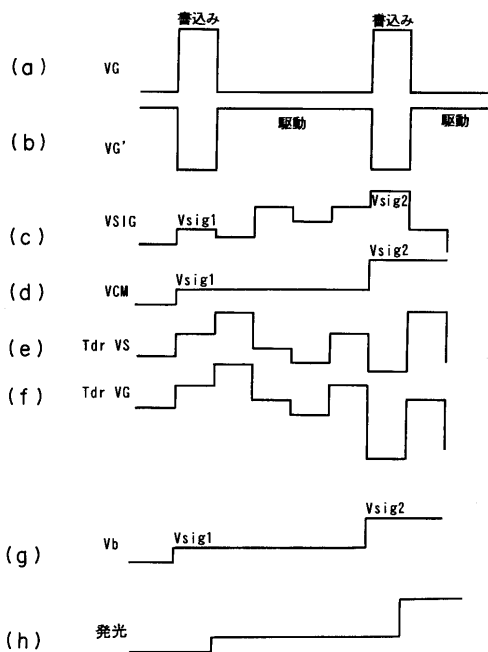 書込み 書込み
(a) VG
駆動 駆動
(b) VG'
(c) VSIG Vsig1 Vsig2
(d) VCM Vsig1 Vsig2
(e) Tdr VS
(f) Tdr VG
(g) Vb Vsig1 Vsig2
(h) 発光